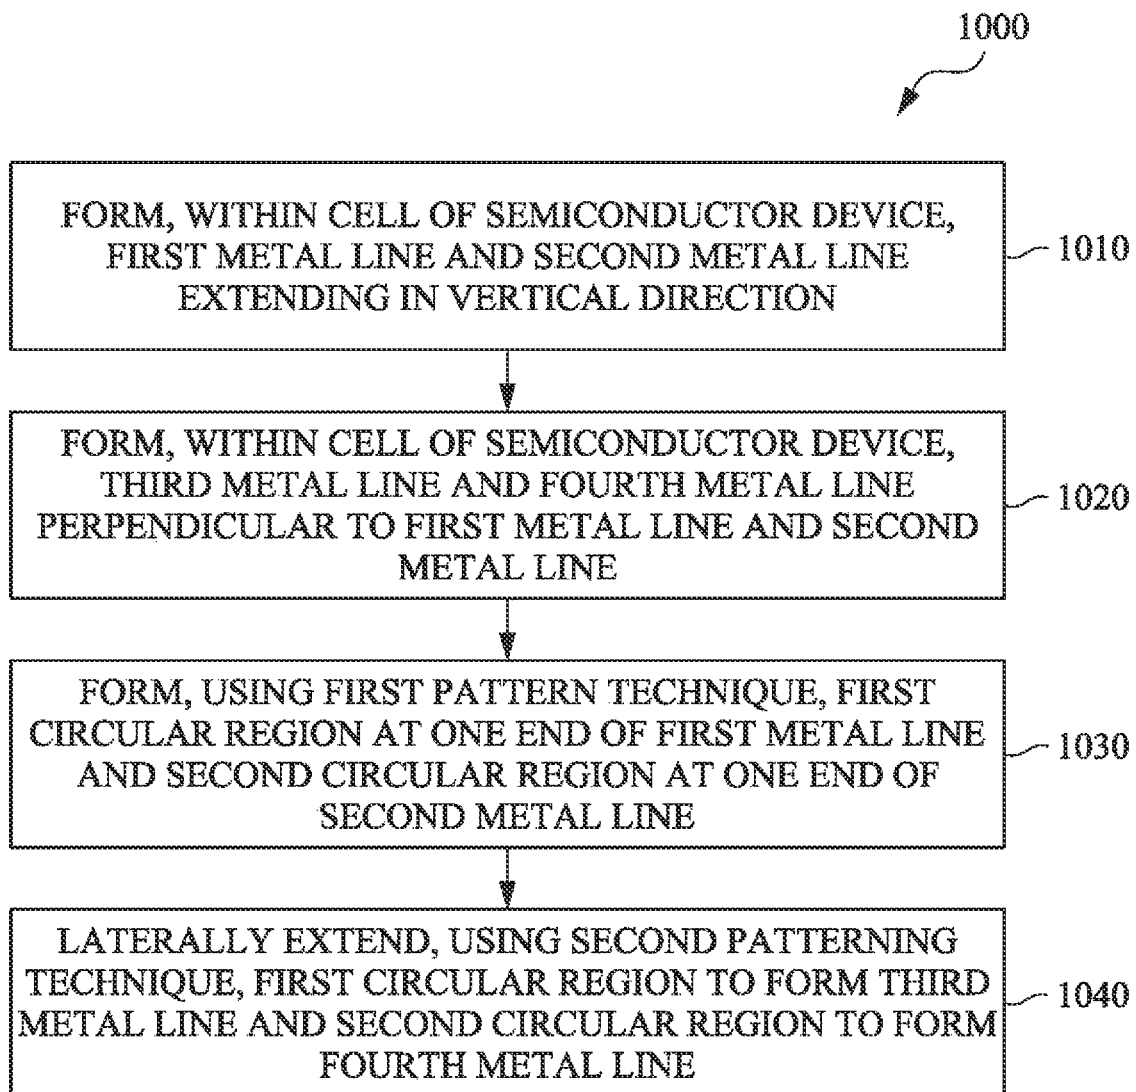 1000
FORM, WITHIN CELL OF SEMICONDUCTOR DEVICE,
FIRST METAL LINE AND SECOND METAL LINE
EXTENDING IN VERTICAL DIRECTION
1010
FORM, WITHIN CELL OF SEMICONDUCTOR DEVICE,
THIRD METAL LINE AND FOURTH METAL LINE
PERPENDICULAR TO FIRST METAL LINE AND SECOND
METAL LINE
1020
FORM, USING FIRST PATTERN TECHNIQUE, FIRST
CIRCULAR REGION AT ONE END OF FIRST METAL LINE
AND SECOND CIRCULAR REGION AT ONE END OF
SECOND METAL LINE
1030
LATERALLY EXTEND, USING SECOND PATTERNING
TECHNIQUE, FIRST CIRCULAR REGION TO FORM THIRD
METAL LINE AND SECOND CIRCULAR REGION TO FORM
FOURTH METAL LINE
1040